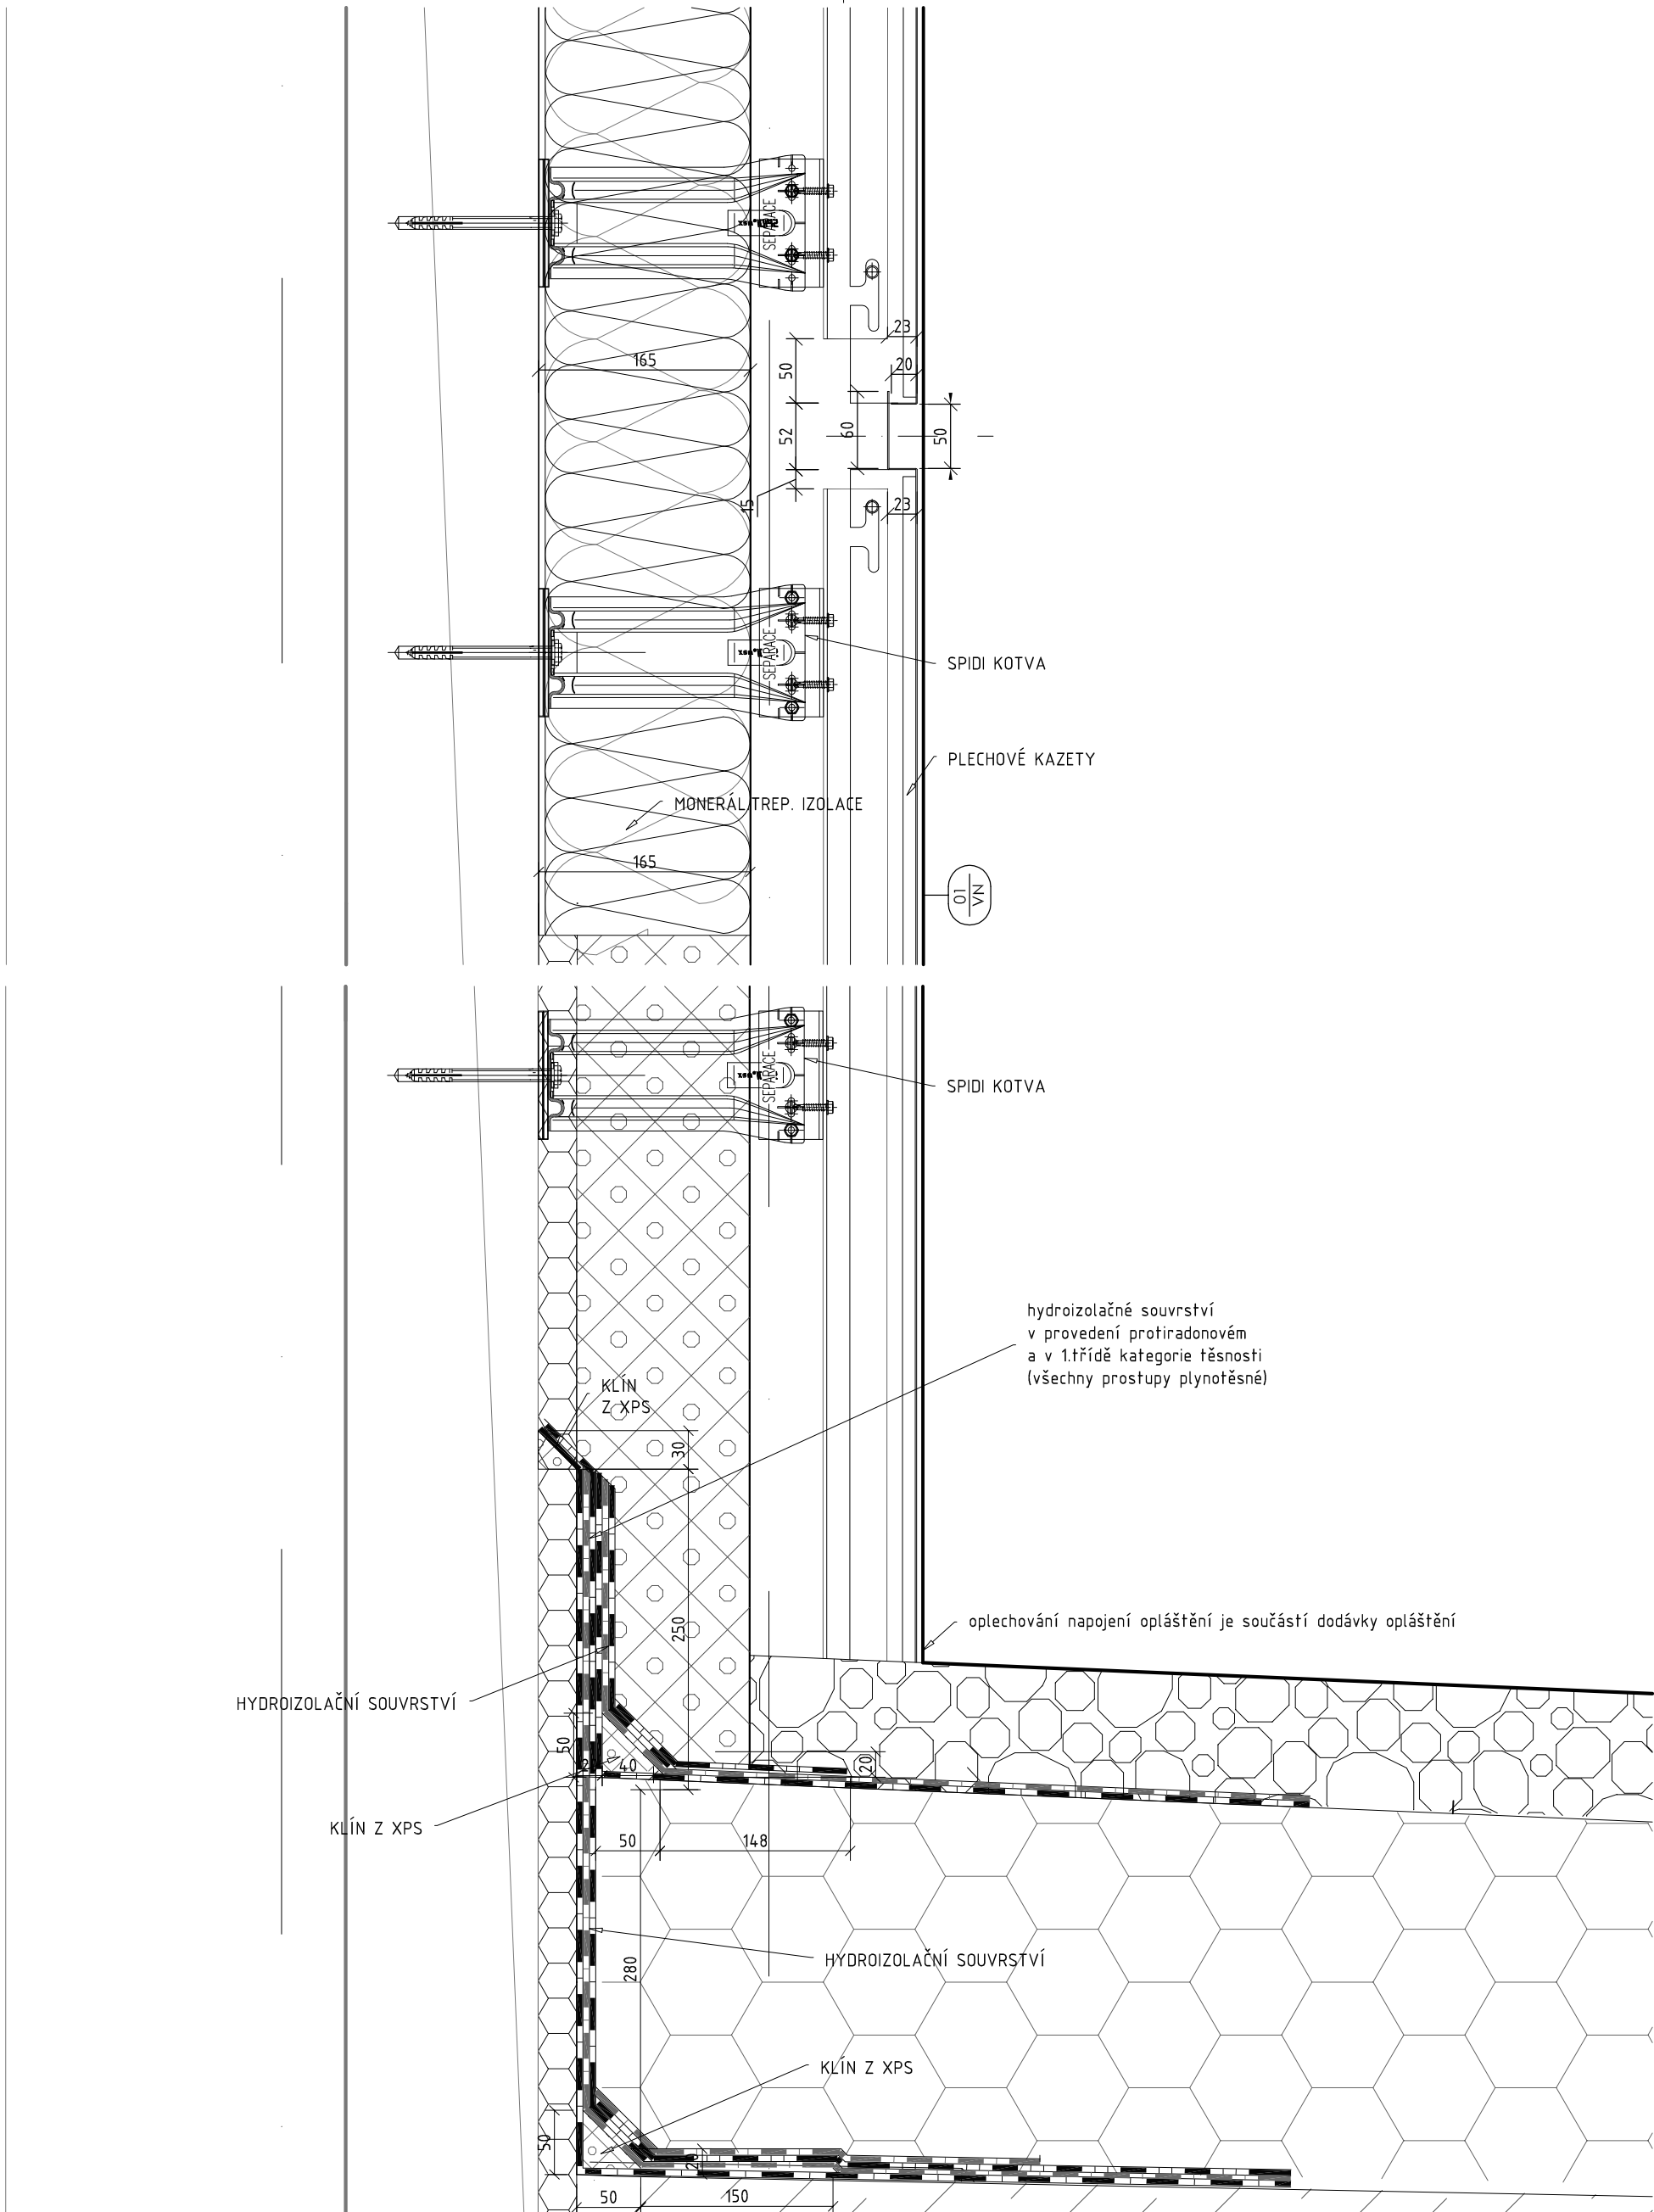 SEPARACE
23
165
20
50
60
52
50
15
23
SEPARACE
SPIDI KOTVA
PLECHOVÉ KAZETY
MONERÁL.TREP. IZOLACE
165
01
VN
SEPARACE
SPIDI KOTVA
hydroizolačné souvrství
v provedení protiradonovém
a v 1.třídě kategorie těsnosti
(všechny prostupy plynotěsné)
KLÍN
Z XPS
30
250
oplechování napojení opláštění je součástí dodávky opláštění
HYDROIZOLAČNÍ SOUVRSTVÍ
50
40
20
KLÍN Z XPS
50
148
HYDROIZOLAČNÍ SOUVRSTVÍ
280
KLÍN Z XPS
50
20
50
150